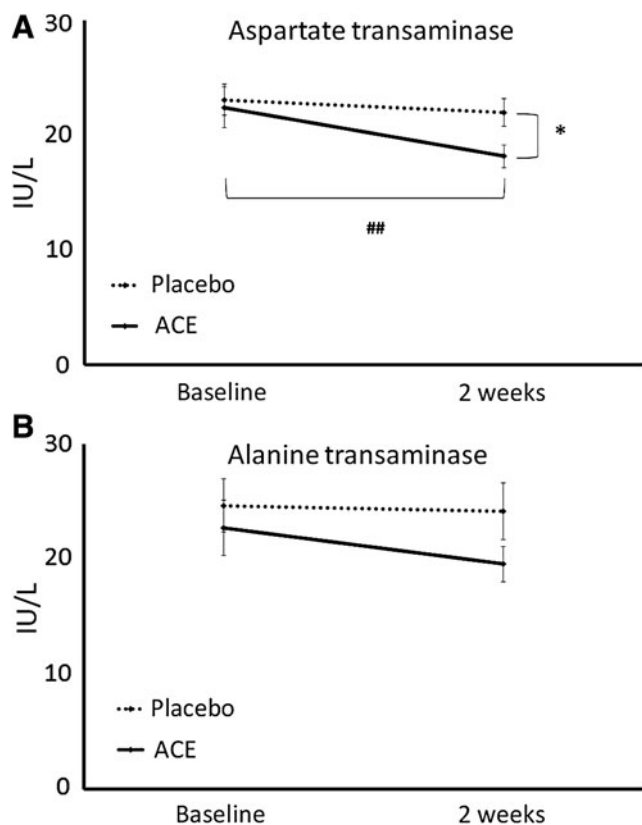 A
Aspartate transaminase
30
20
10
0
IU/L
*
##
Placebo
ACE
Baseline 2 weeks
B
Alanine transaminase
30
20
10
0
IU/L
Placebo
ACE
Baseline 2 weeks